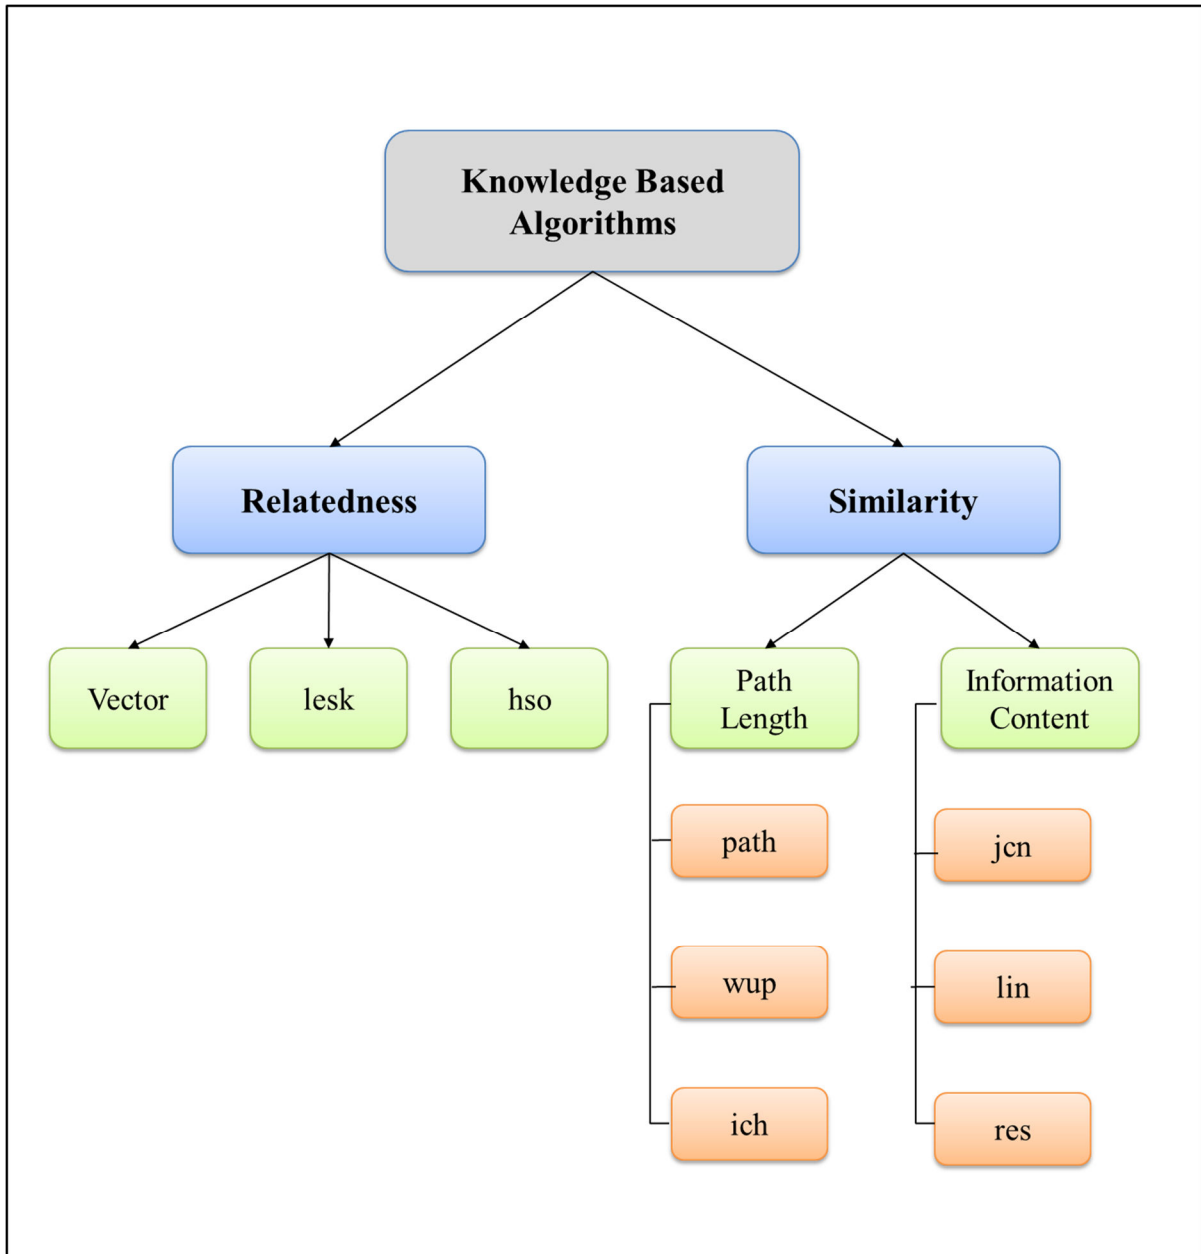 Knowledge Based
Algorithms
Relatedness
Similarity
Vector
lesk
hso
Path
Length
Information
Content
path
jcn
wup
lin
ich
res